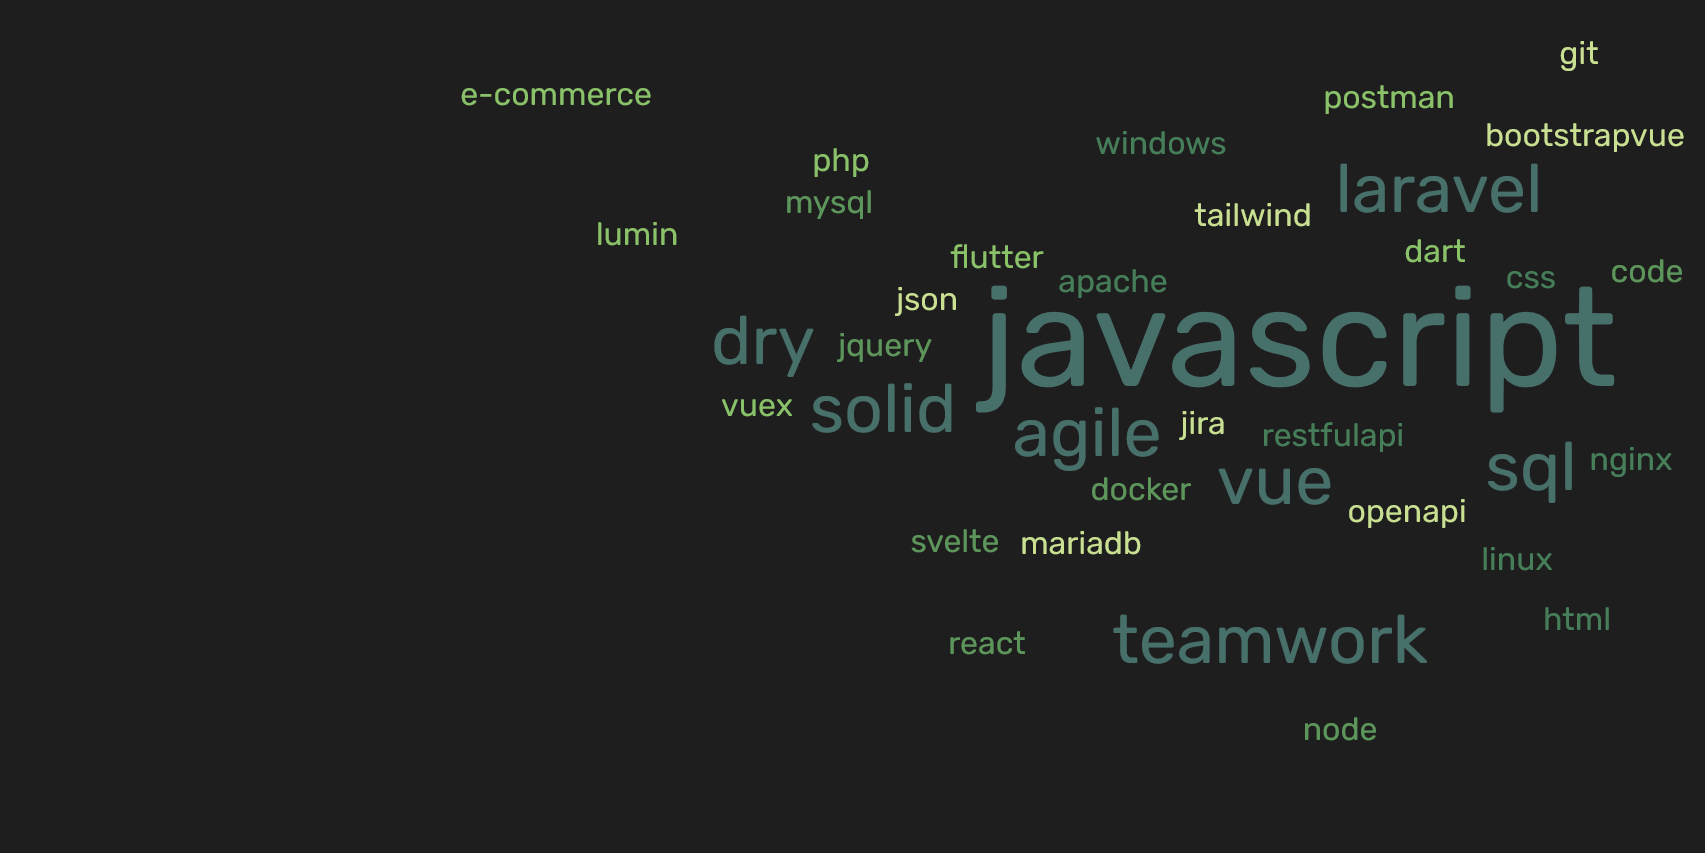 git
e-commerce
postman
bootstrapvue
windows
php
laravel
mysql
tailwind
lumin
flutter
dart
apache
css
code
json
javascript
dry
jquery
vuex
solid
agile
jira
restfulapi
sql
nginx
docker
vue
openapi
svelte
mariadb
linux
html
react
teamwork
node